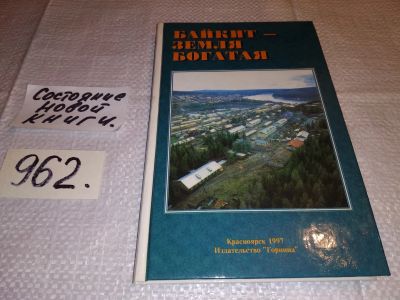 Состояние
новой
книги.
962.
БАЙКИТ —
ЗЕМЛЯ
БОГАТАЯ
Красноярск 1997
Издательство "Горница"